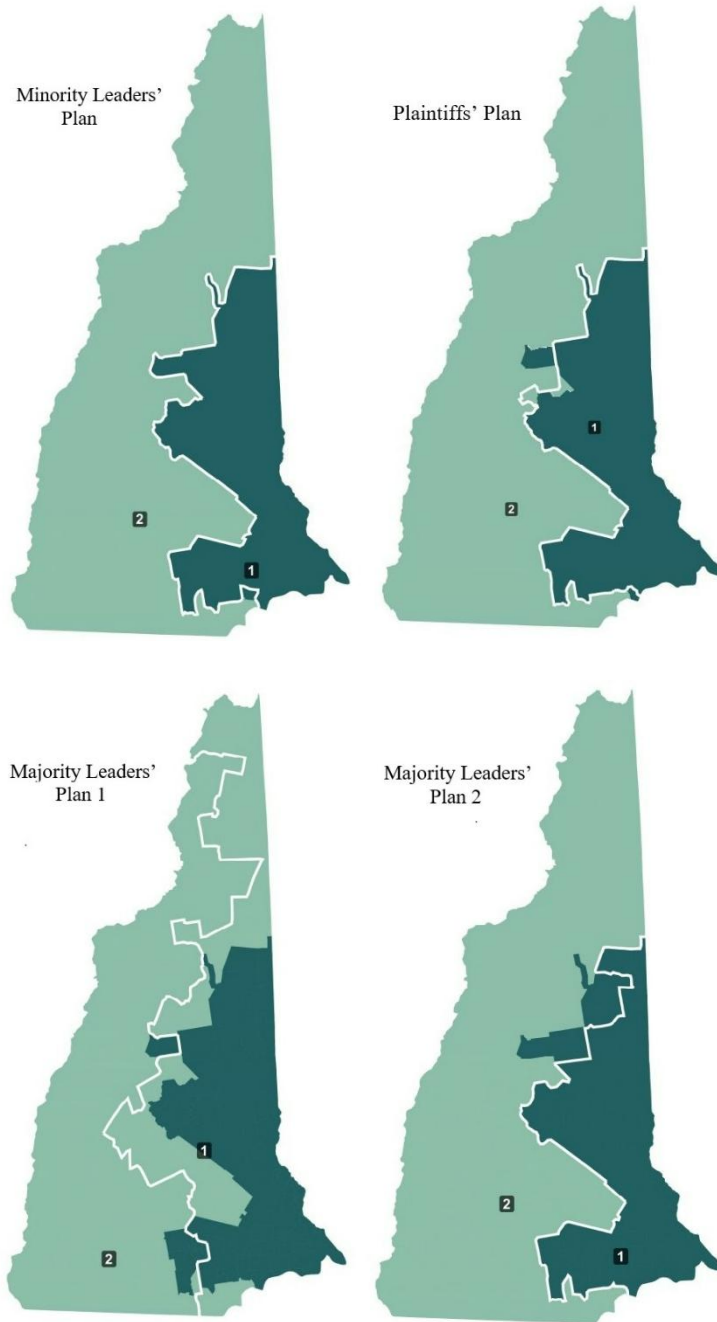 Minority Leaders’
Plan
Plaintiffs’ Plan
1
2
2
1
Majority Leaders’
Plan 1
Majority Leaders’
Plan 2
1
2
2
1